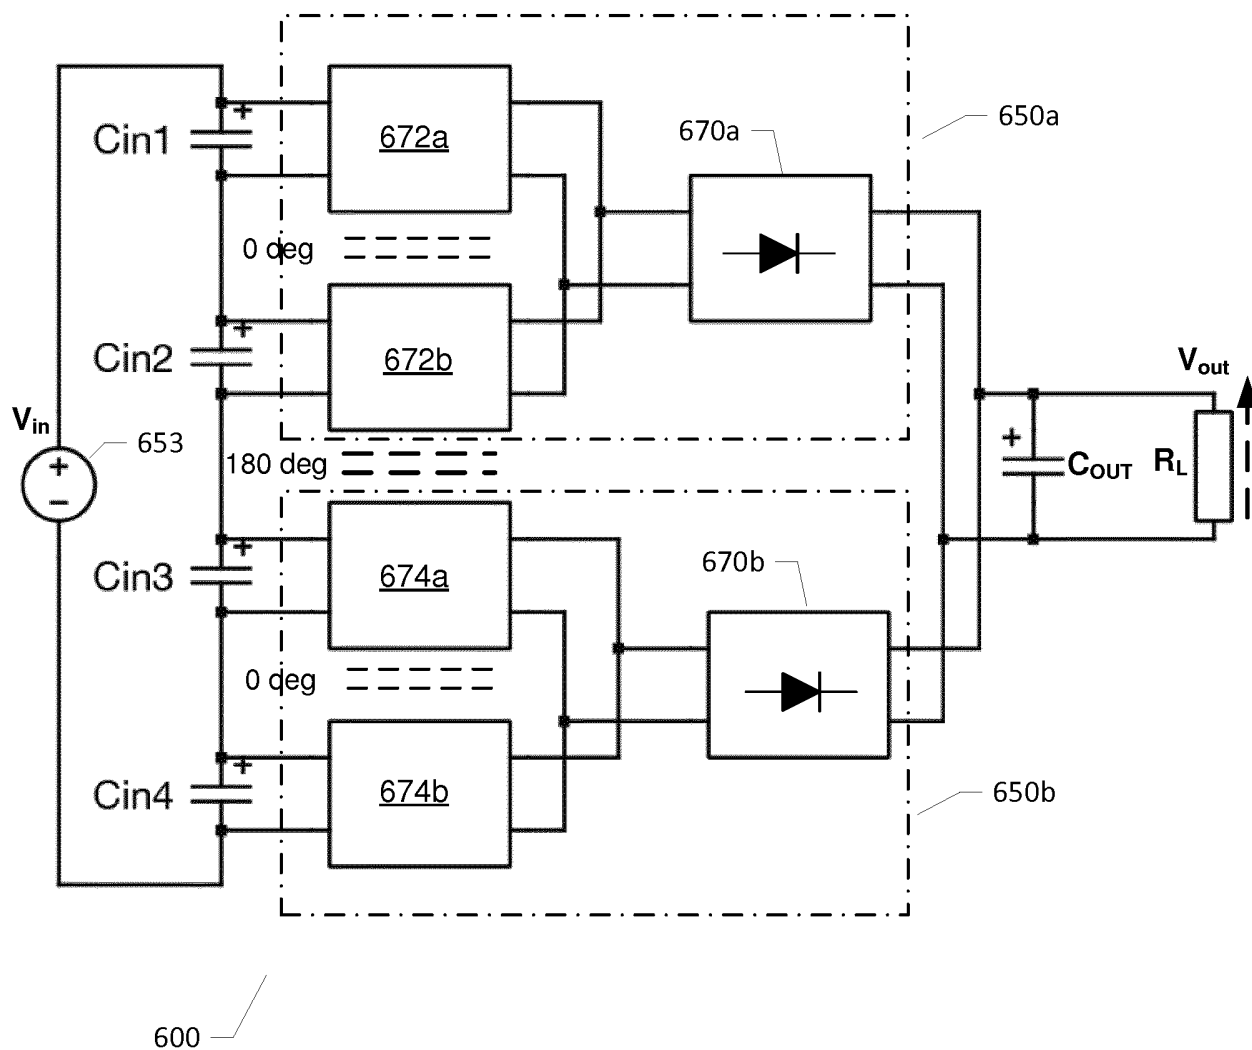 650a
670a
Cin1
+
672a
0 deg
Cin2
+
672b
Vout
Vin
653
+
−
180 deg
+
COUT
RL
Cin3
+
674a
670b
0 deg
Cin4
+
674b
650b
600